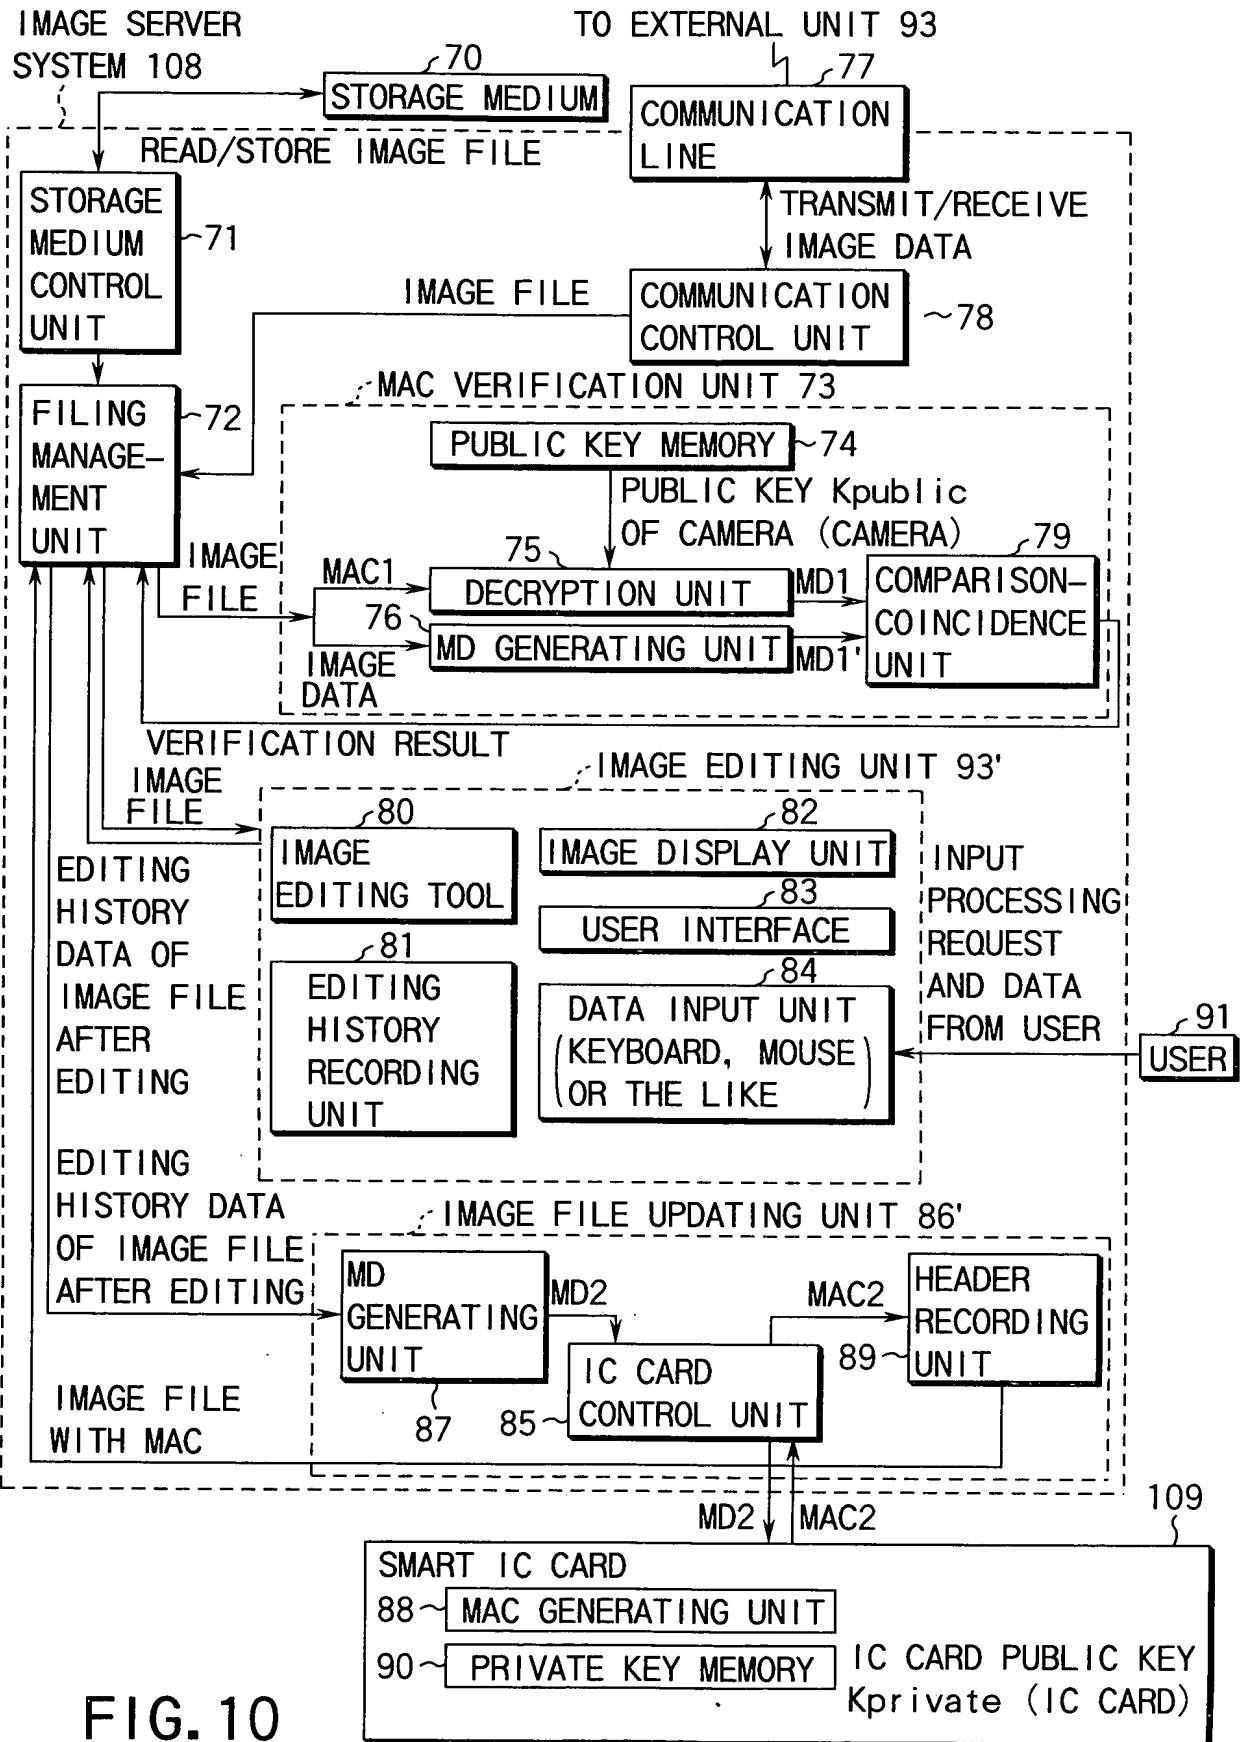 IMAGE SERVER
SYSTEM 108
TO EXTERNAL UNIT 93
70
STORAGE MEDIUM
77
COMMUNICATION
LINE
READ/STORE IMAGE FILE
STORAGE
MEDIUM
CONTROL
UNIT
71
TRANSMIT/RECEIVE
IMAGE DATA
IMAGE FILE
COMMUNICATION
CONTROL UNIT
78
FILING
MANAGE-
MENT
UNIT
72
MAC VERIFICATION UNIT 73
PUBLIC KEY MEMORY
74
PUBLIC KEY Kpublic
OF CAMERA (CAMERA)
IMAGE
FILE
MAC1
75
DECRYPTION UNIT
MD1
79
COMPARISON-
COINCIDENCE
UNIT
76
MD GENERATING UNIT
MD1'
IMAGE
DATA
VERIFICATION RESULT
IMAGE
FILE
IMAGE EDITING UNIT 93'
80
IMAGE
EDITING TOOL
82
IMAGE DISPLAY UNIT
83
USER INTERFACE
81
EDITING
HISTORY
RECORDING
UNIT
84
DATA INPUT UNIT
(KEYBOARD, MOUSE
OR THE LIKE)
INPUT
PROCESSING
REQUEST
AND DATA
FROM USER
91
USER
EDITING
HISTORY
DATA OF
IMAGE FILE
AFTER
EDITING
EDITING
HISTORY DATA
OF IMAGE FILE
AFTER EDITING
IMAGE FILE UPDATING UNIT 86'
MD
GENERATING
UNIT
87
MD2
IC CARD
CONTROL UNIT
85
MAC2
HEADER
RECORDING
UNIT
89
IMAGE FILE
WITH MAC
MD2
MAC2
109
SMART IC CARD
88
MAC GENERATING UNIT
90
PRIVATE KEY MEMORY
IC CARD PUBLIC KEY
Kprivate (IC CARD)
FIG. 10